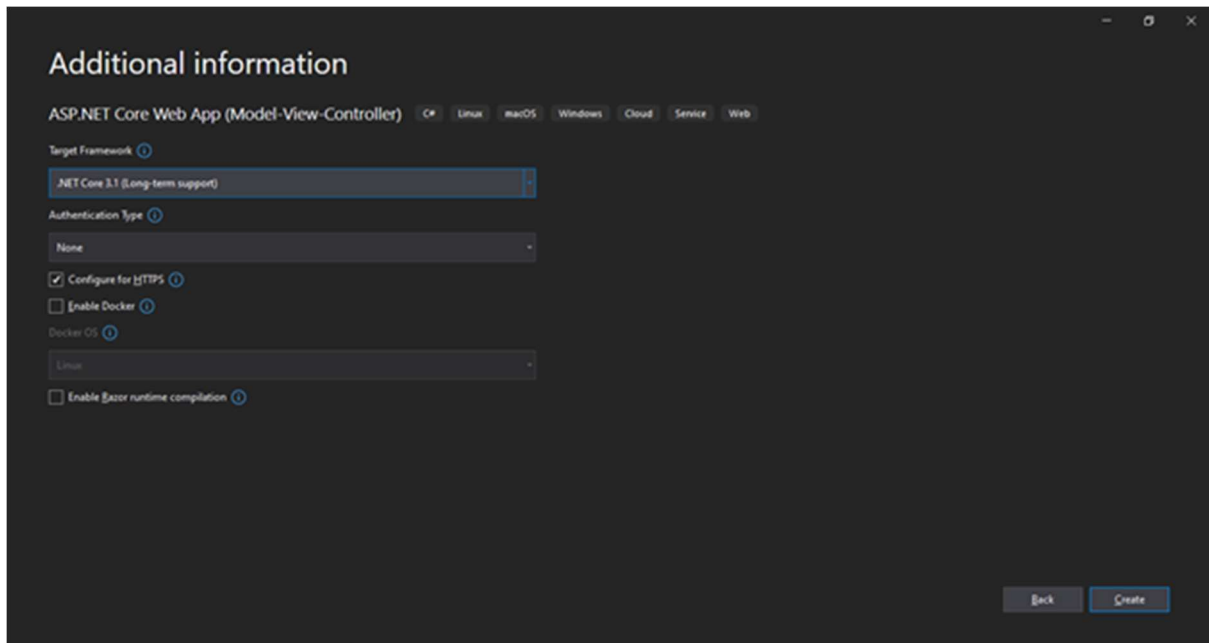 Additional information
ASP.NET Core Web App (Model-View-Controller) C# Linux macOS Windows Cloud Service Web
Target Framework
.NET Core 3.1 (Long-term support)
Authentication Type
None
Configure for HTTPS
Enable Docker
Docker OS
Linux
Enable Razor runtime compilation
Back Create